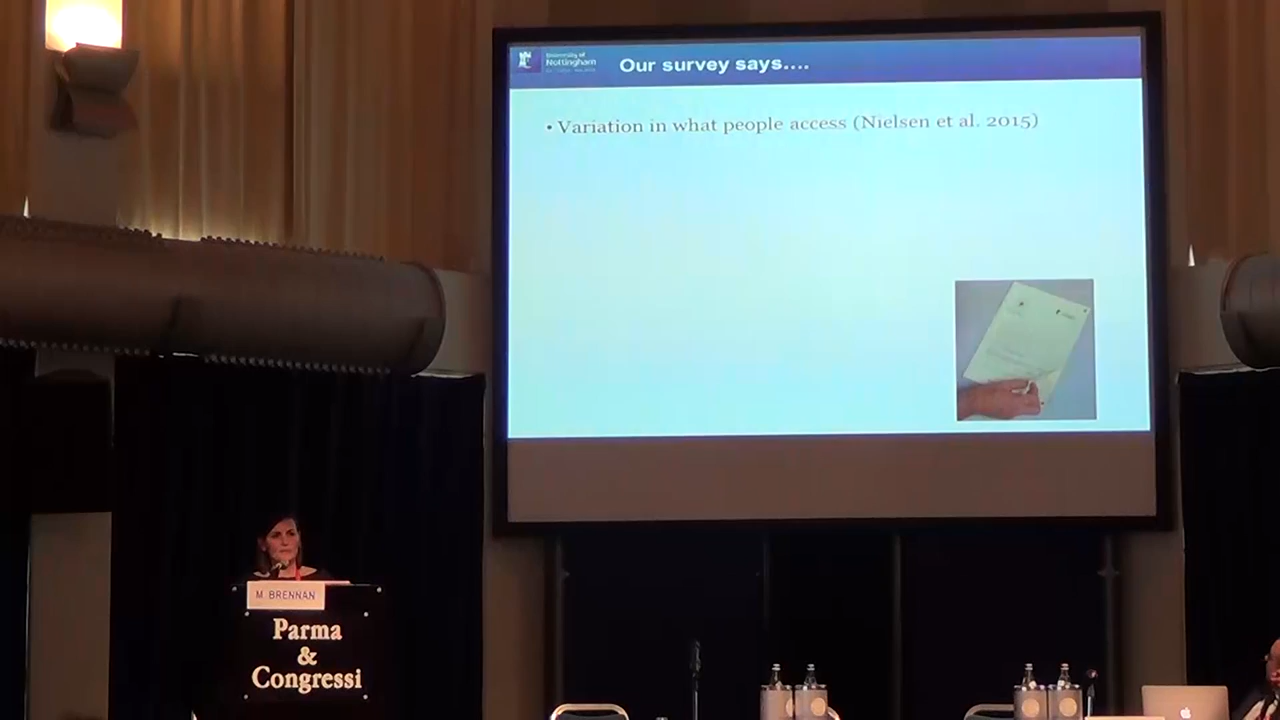 University of
Nottingham
Our survey says....
• Variation in what people access (Nielsen et al. 2015)
M. BRENNAN
Parma
&
Congressi